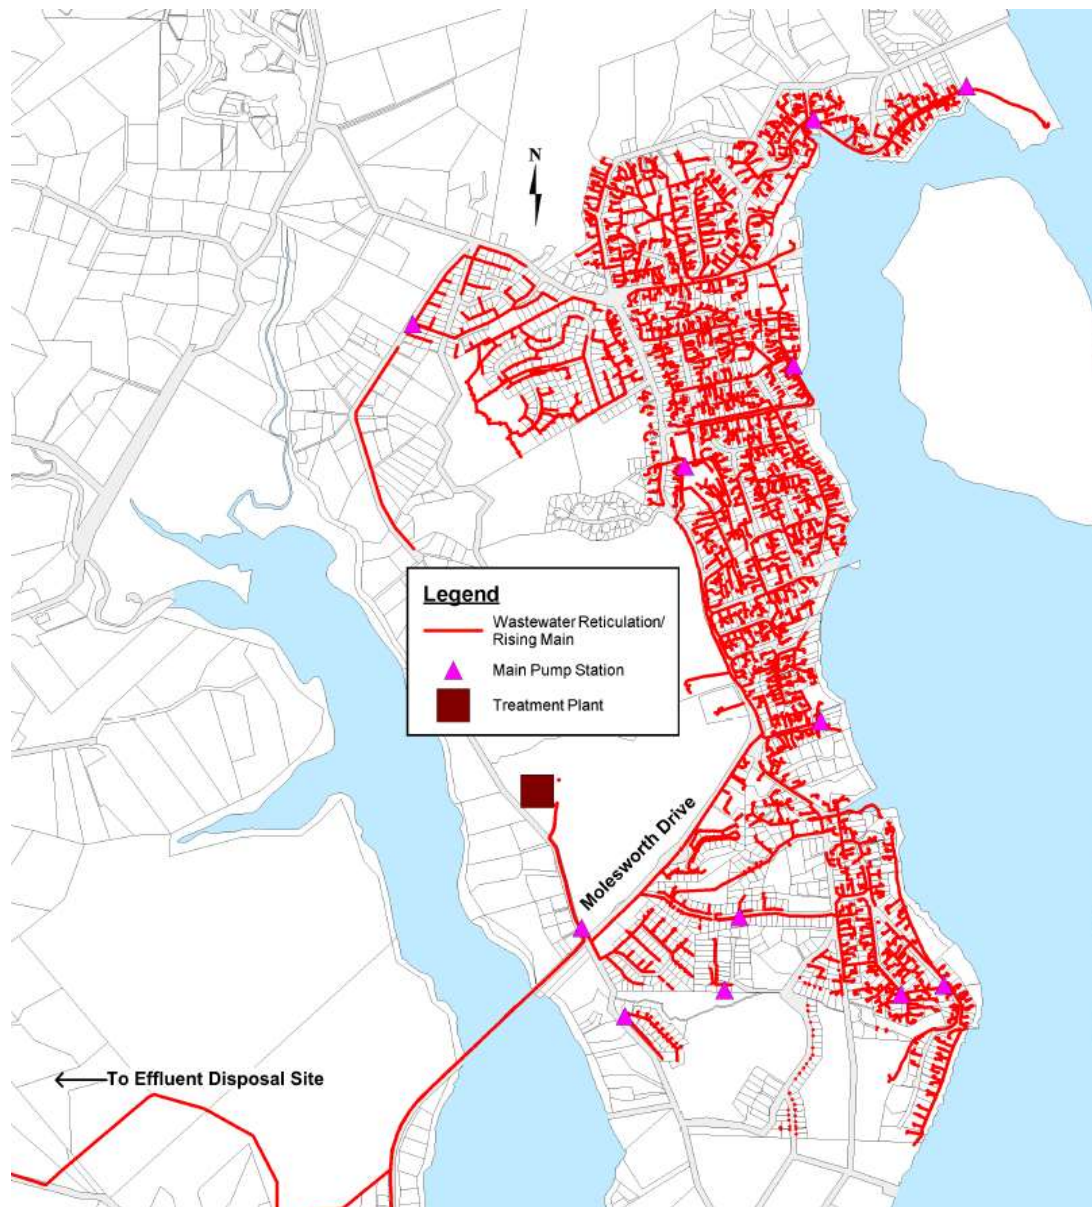 N
Legend
Wastewater Reticulation/
Rising Main
Main Pump Station
Treatment Plant
Molesworth Drive
To Effluent Disposal Site